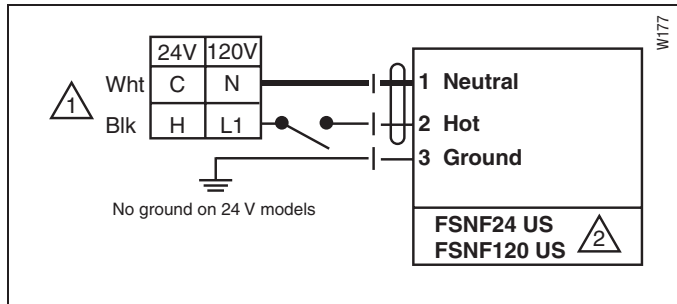 W177
24V 120V
Wht C N
1 Neutral
1
Blk H L1
2 Hot
3 Ground
No ground on 24 V models
FSNF24 US
FSNF120 US
2